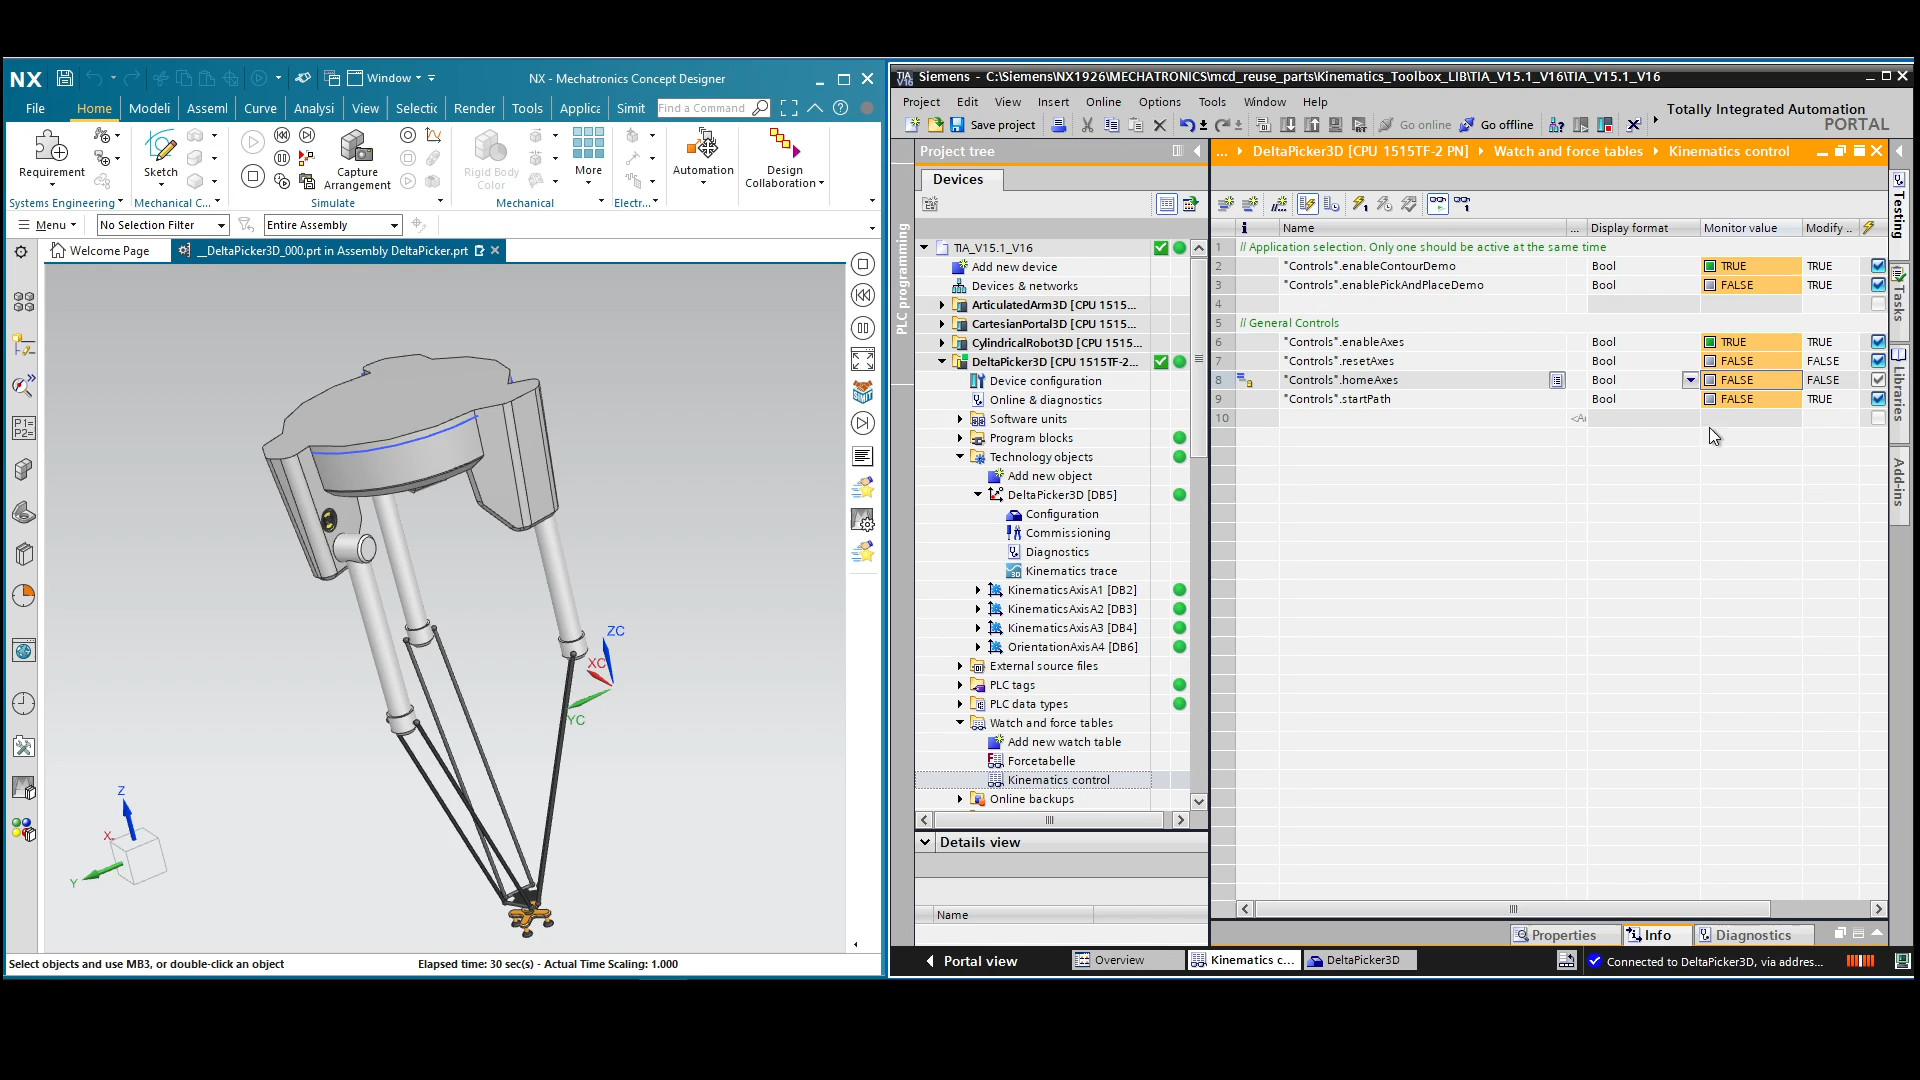 NX
Window
NX - Mechatronics Concept Designer
File Home Modeli Assembl Curve Analysi View Selectic Render Tools Applica Simit Find a Command
Requirement
Sketch
Capture
Arrangement
Rigid Body
Color
More
Automation
Design
Collaboration
Systems Engineering
Mechanical C...
Simulate
Mechanical
Electr...
Menu
No Selection Filter
Entire Assembly
Welcome Page
_DeltaPicker3D_000.prt in Assembly DeltaPicker.prt
P1=
P2=
ZC
XC
YC
Z
X
Y
Select objects and use MB3, or double-click an object
Elapsed time: 30 sec(s) - Actual Time Scaling: 1.000
TIA
V16
Siemens - C:\Siemens\NX1926\MECHATRONICS\mcd_reuse_parts\Kinematics_Toolbox_LIB\TIA_V15.1_V16\TIA_V15.1_V16
Project Edit View Insert Online Options Tools Window Help
Totally Integrated Automation
PORTAL
Save project
Go online
Go offline
Project tree
... DeltaPicker3D [CPU 1515TF-2 PN] Watch and force tables Kinematics control
Devices
PLC programming
TIA_V15.1_V16
Add new device
Devices & networks
ArticulatedArm3D [CPU 1515...
CartesianPortal3D [CPU 1515...
CylindricalRobot3D [CPU 1515...
DeltaPicker3D [CPU 1515TF-2...
Device configuration
Online & diagnostics
Software units
Program blocks
Technology objects
Add new object
DeltaPicker3D [DB5]
Configuration
Commissioning
Diagnostics
Kinematics trace
KinematicsAxisA1 [DB2]
KinematicsAxisA2 [DB3]
KinematicsAxisA3 [DB4]
OrientationAxisA4 [DB6]
External source files
PLC tags
PLC data types
Watch and force tables
Add new watch table
Forcetabelle
Kinematics control
Online backups
Details view
Name
i Name ... Display format Monitor value Modify ..
1 // Application selection. Only one should be active at the same time
2 "Controls".enableContourDemo Bool TRUE TRUE
3 "Controls".enablePickAndPlaceDemo Bool FALSE TRUE
4
5 // General Controls
6 "Controls".enableAxes Bool TRUE TRUE
7 "Controls".resetAxes Bool FALSE FALSE
8 "Controls".homeAxes Bool FALSE FALSE
9 "Controls".startPath Bool FALSE TRUE
10 <A
Testing
Tasks
Libraries
Add-ins
Properties
Info
Diagnostics
Portal view
Overview
Kinematics c...
DeltaPicker3D
Connected to DeltaPicker3D, via addres...